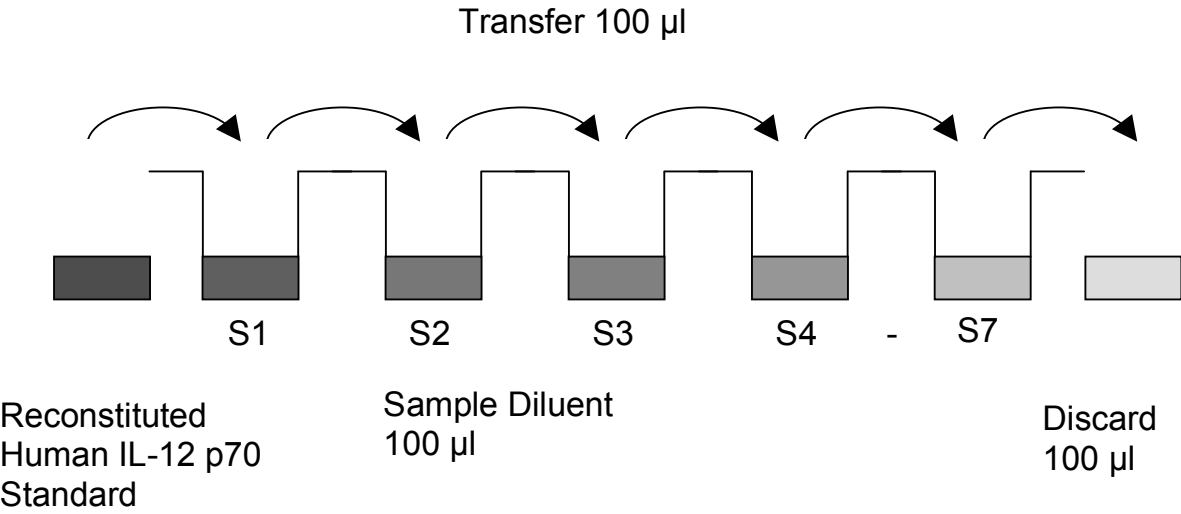 Transfer 100 µl
S1 S2 S3 S4 - S7
Reconstituted
Human IL-12 p70
Standard
Sample Diluent
100 µl
Discard
100 µl